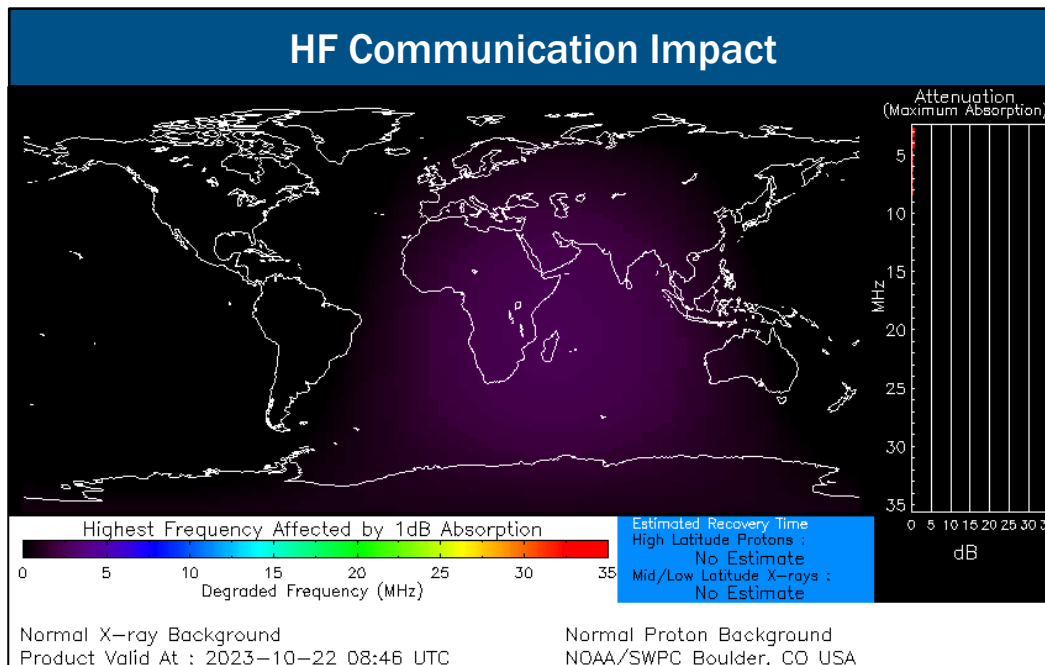 HF Communication Impact
Attenuation
(Maximum Absorption)
5
10
15
20
25
30
35
MHz
0 5 10 15 20 25 30
dB
Highest Frequency Affected by 1dB Absorption
0 5 10 15 20 25 30 35
Degraded Frequency (MHz)
Estimated Recovery Time
High Latitude Protons :
No Estimate
Mid/Low Latitude X-rays :
No Estimate
Normal X-ray Background
Normal Proton Background
Product Valid At : 2023-10-22 08:46 UTC
NOAA/SWPC Boulder, CO USA